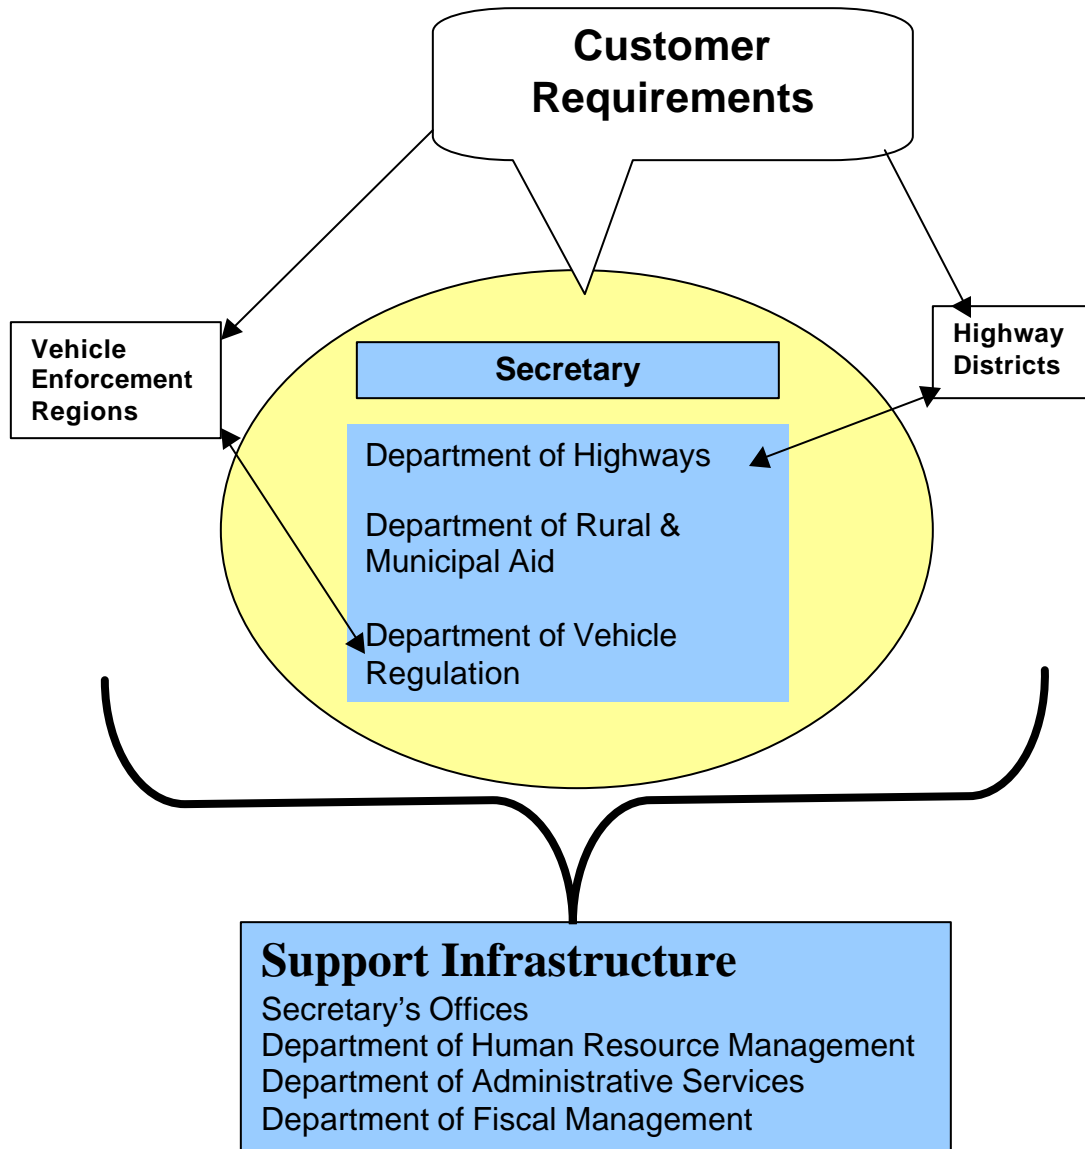 Customer
Requirements
Vehicle
Enforcement
Regions
Highway
Districts
Secretary
Department of Highways
Department of Rural &
Municipal Aid
Department of Vehicle
Regulation
Support Infrastructure
Secretary’s Offices
Department of Human Resource Management
Department of Administrative Services
Department of Fiscal Management